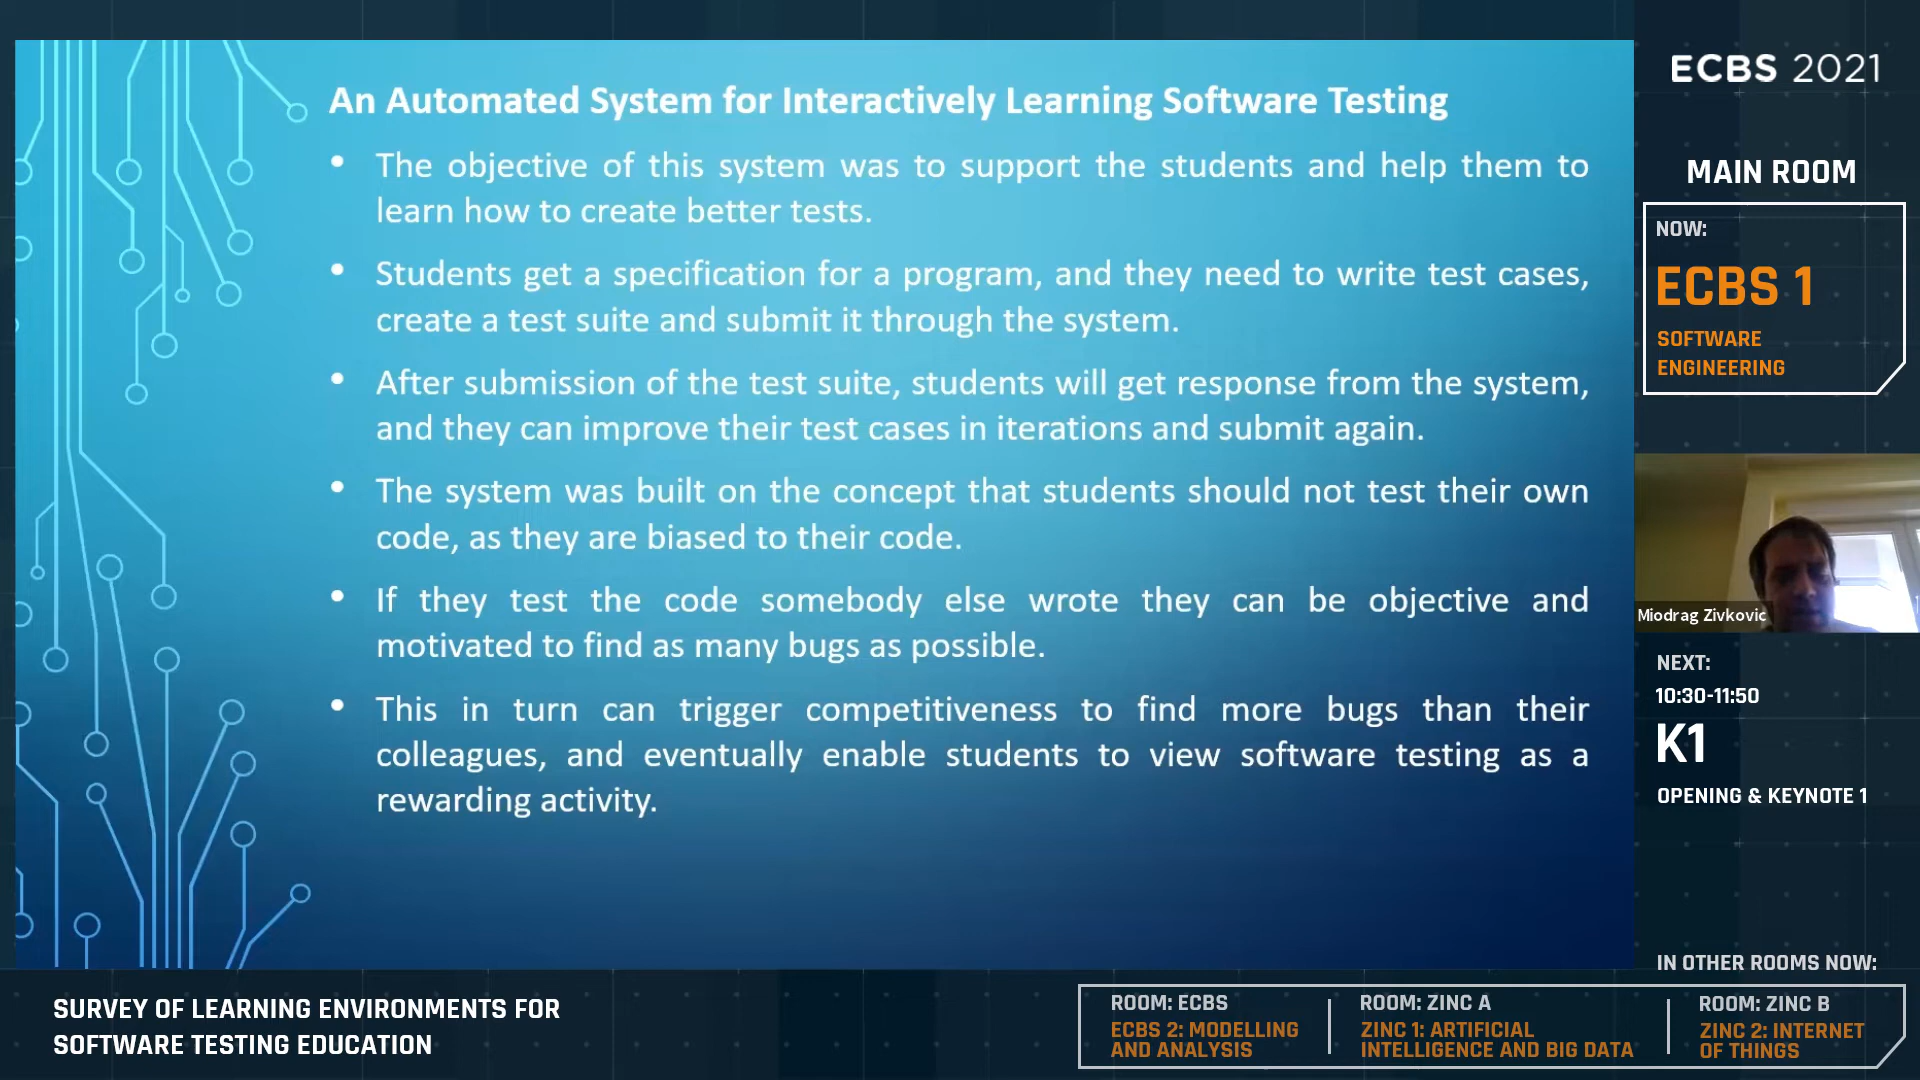 An Automated System for Interactively Learning Software Testing
• The objective of this system was to support the students and help them to
learn how to create better tests.
• Students get a specification for a program, and they need to write test cases,
create a test suite and submit it through the system.
• After submission of the test suite, students will get response from the system,
and they can improve their test cases in iterations and submit again.
• The system was built on the concept that students should not test their own
code, as they are biased to their code.
• If they test the code somebody else wrote they can be objective and
motivated to find as many bugs as possible.
• This in turn can trigger competitiveness to find more bugs than their
colleagues, and eventually enable students to view software testing as a
rewarding activity.
ECBS 2021
MAIN ROOM
NOW:
ECBS 1
SOFTWARE
ENGINEERING
Miodrag Zivkovic
NEXT:
10:30-11:50
K1
OPENING & KEYNOTE 1
IN OTHER ROOMS NOW:
SURVEY OF LEARNING ENVIRONMENTS FOR
SOFTWARE TESTING EDUCATION
ROOM: ECBS
ECBS 2: MODELLING
AND ANALYSIS
ROOM: ZINC A
ZINC 1: ARTIFICIAL
INTELLIGENCE AND BIG DATA
ROOM: ZINC B
ZINC 2: INTERNET
OF THINGS